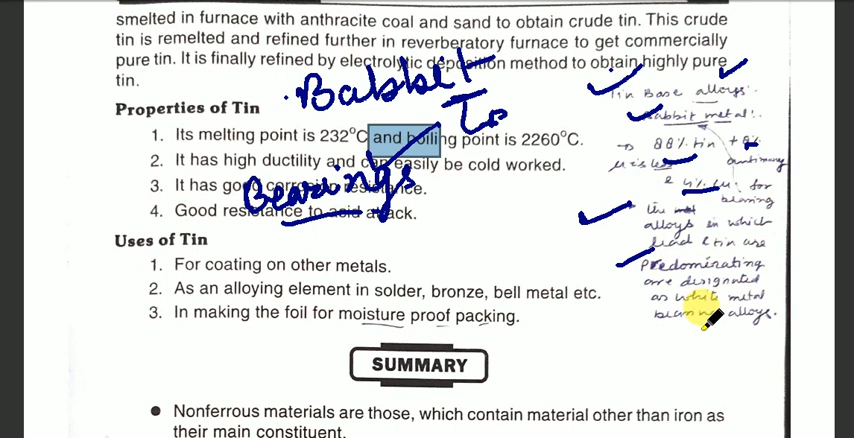 smelted in furnace with anthracite coal and sand to obtain crude tin. This crude
tin is remelted and refined further in reverberatory furnace to get commercially
pure tin. It is finally refined by electrolytic deposition method to obtain highly pure
tin.
Babbit
Bearings
Properties of Tin
1. Its melting point is 232°C and boiling point is 2260°C.
2. It has high ductility and can easily be cold worked.
3. It has good corrosion resistance.
4. Good resistance to acid attack.
Uses of Tin
1. For coating on other metals.
2. As an alloying element in solder, bronze, bell metal etc.
3. In making the foil for moisture proof packing.
SUMMARY
● Nonferrous materials are those, which contain material other than iron as
their main constituent.
Tin Base alloys.
Babbit metal:
88% tin + 8%
antimony
& 4% Cu. for
bearing
the
alloys in which
lead & tin are
Predominating
are designated
as white metal
bearing alloys.